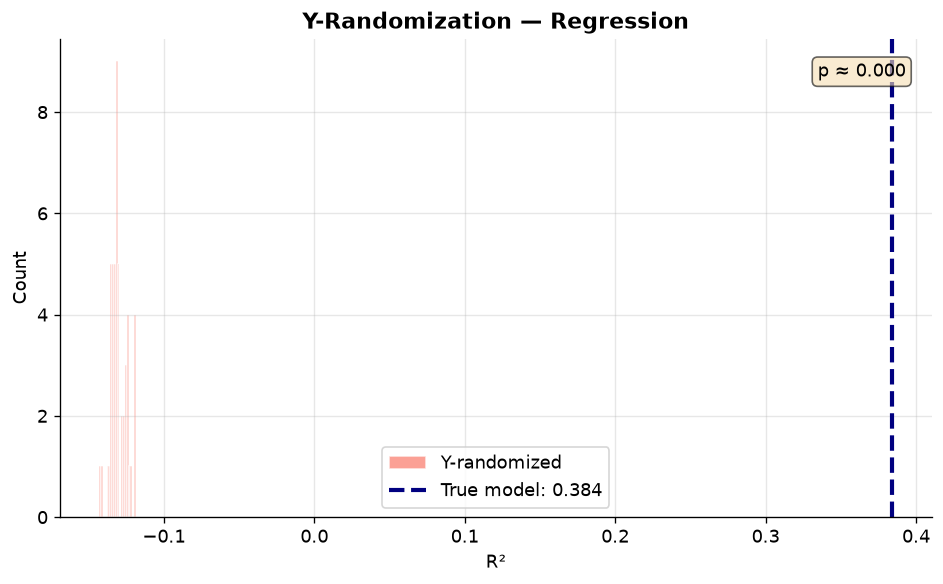 Y-Randomization — Regression
p ≈ 0.000
Count
8
6
4
2
0
Y-randomized
True model: 0.384
−0.1
0.0
0.1
0.2
0.3
0.4
R²